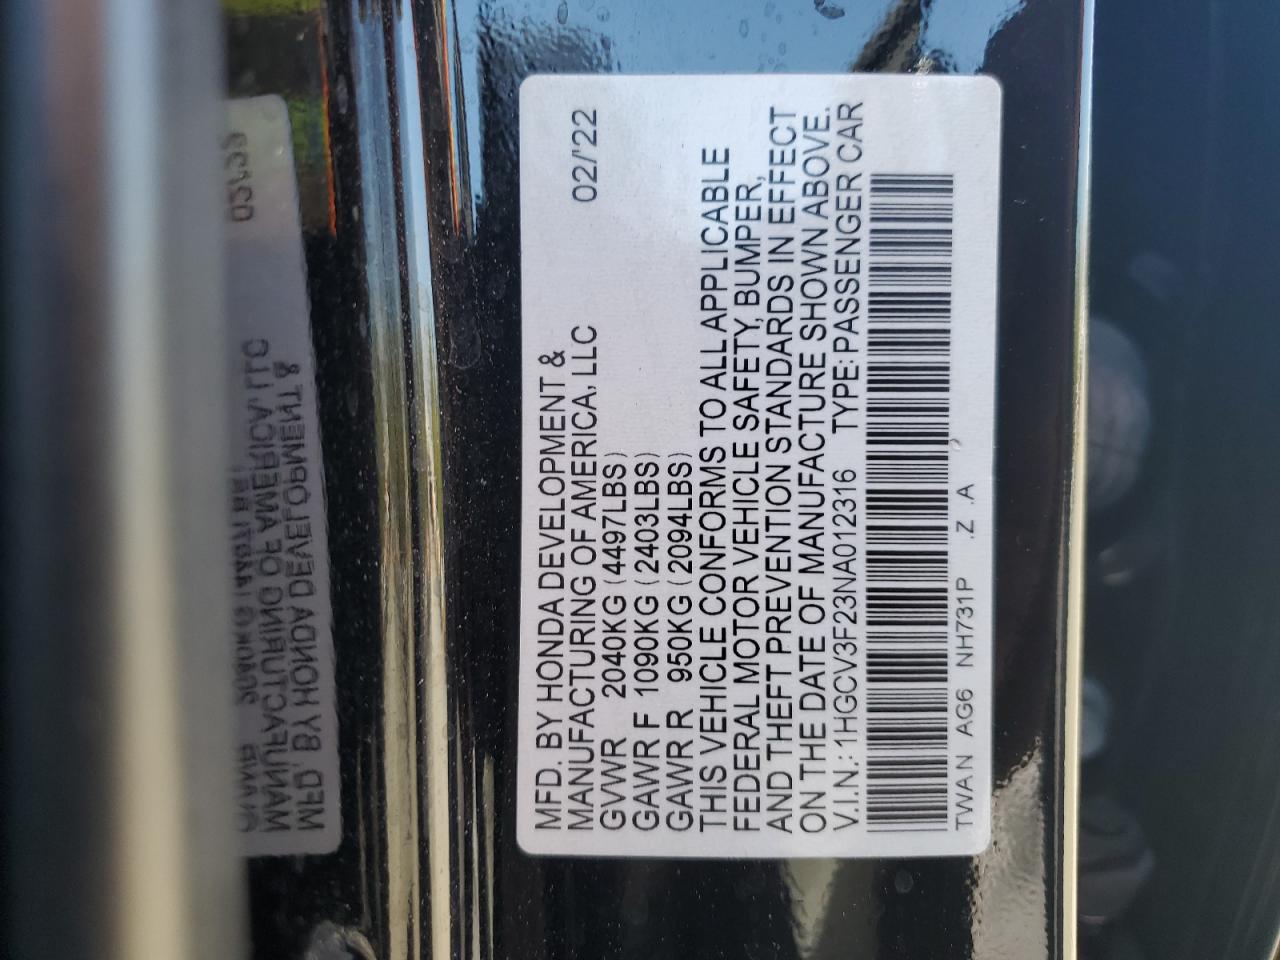 MFD. BY HONDA DEVELOPMENT &
MANUFACTURING OF AMERICA, LLC 02/'22
GVWR 2040KG (4497LBS)
GAWR F 1090KG (2403LBS)
GAWR R 950KG (2094LBS)
THIS VEHICLE CONFORMS TO ALL APPLICABLE
FEDERAL MOTOR VEHICLE SAFETY, BUMPER,
AND THEFT PREVENTION STANDARDS IN EFFECT
ON THE DATE OF MANUFACTURE SHOWN ABOVE.
V.I.N.: 1HGCV3F23NA012316 TYPE: PASSENGER CAR
TWAN AG6 NH731P .Z .A